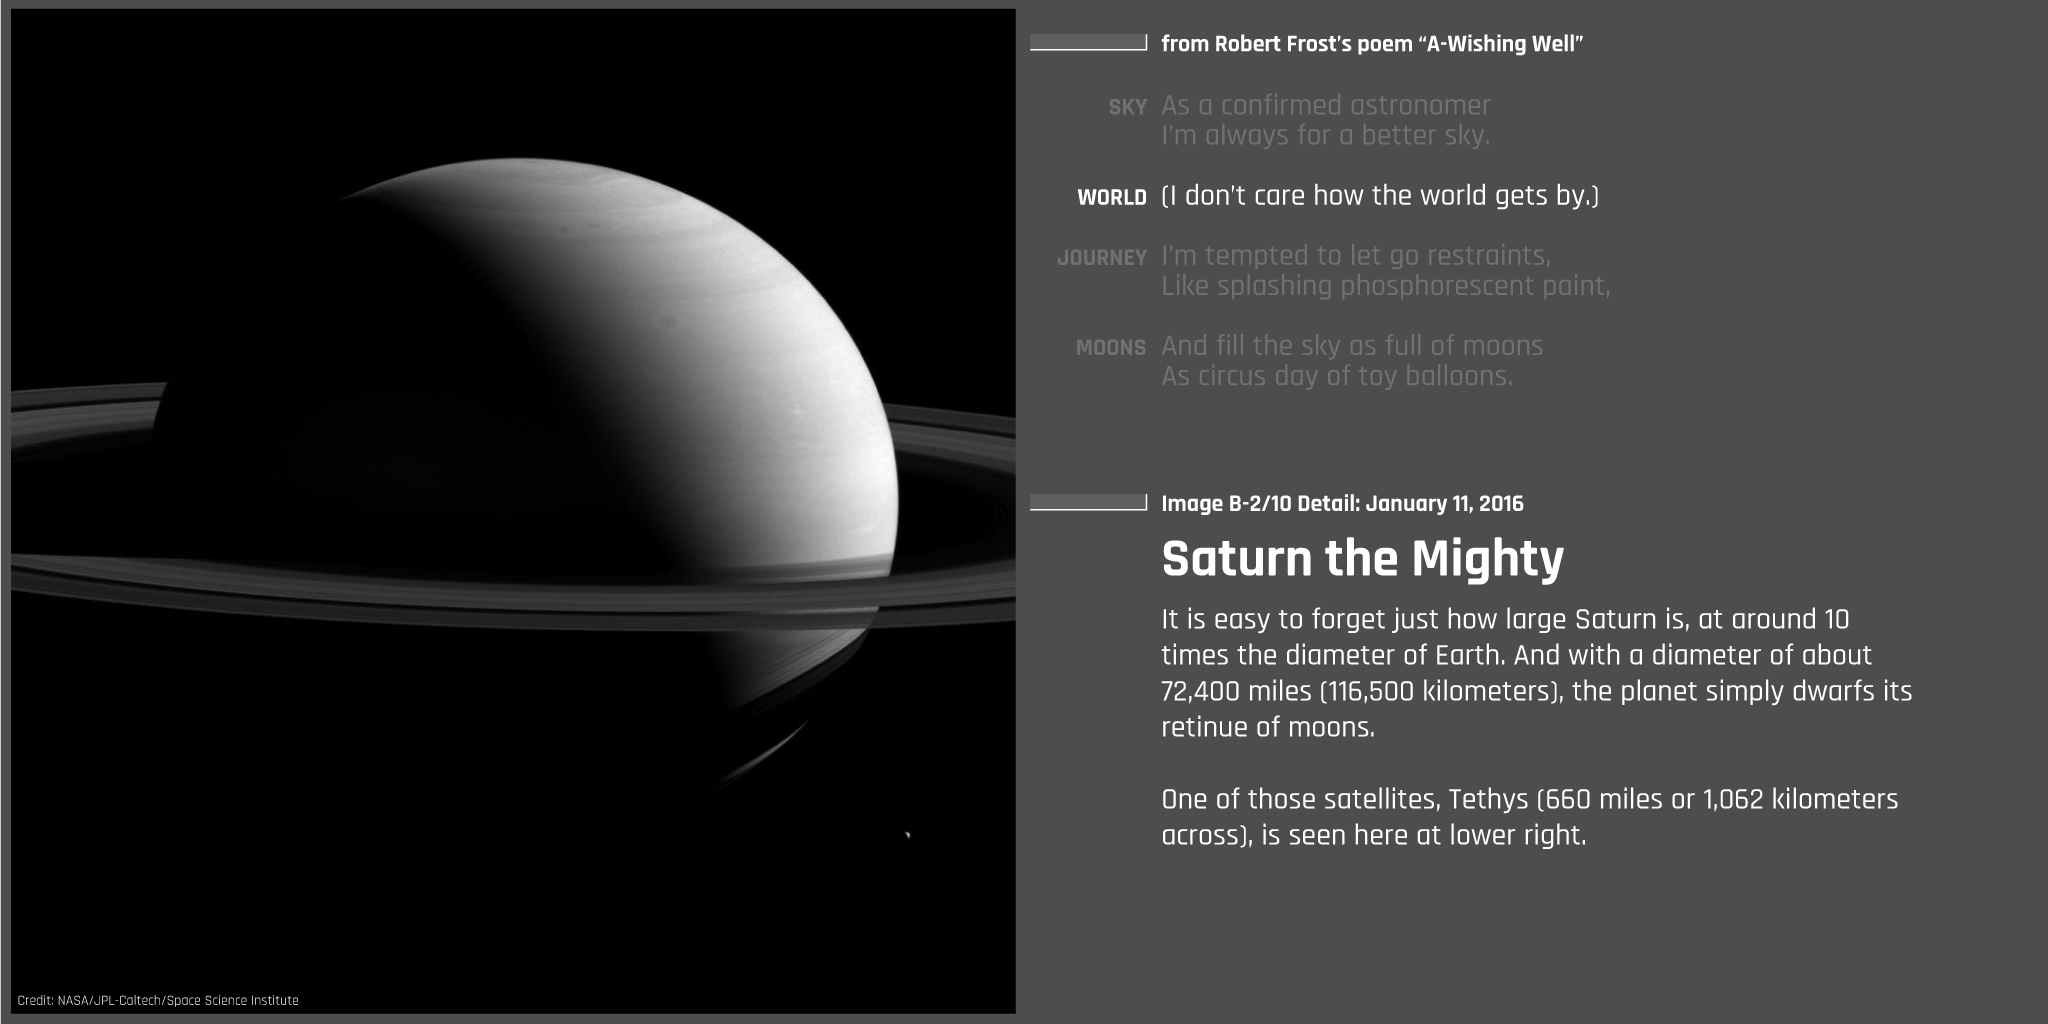 from Robert Frost’s poem “A-Wishing Well”
SKY As a confirmed astronomer
I’m always for a better sky.
WORLD (I don’t care how the world gets by.)
JOURNEY I’m tempted to let go restraints,
Like splashing phosphorescent paint,
MOONS And fill the sky as full of moons
As circus day of toy balloons.
Image B-2/10 Detail: January 11, 2016
Saturn the Mighty
It is easy to forget just how large Saturn is, at around 10
times the diameter of Earth. And with a diameter of about
72,400 miles (116,500 kilometers), the planet simply dwarfs its
retinue of moons.
One of those satellites, Tethys (660 miles or 1,062 kilometers
across), is seen here at lower right.
Credit: NASA/JPL-Caltech/Space Science Institute